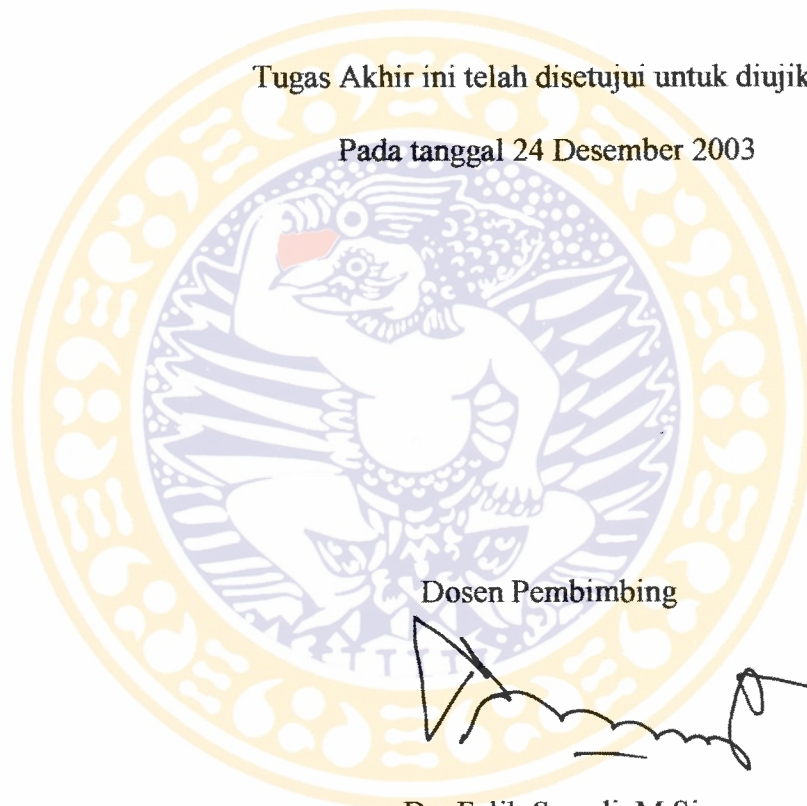 Tugas Akhir ini telah disetujui untuk diujik
Pada tanggal 24 Desember 2003
Dosen Pembimbing